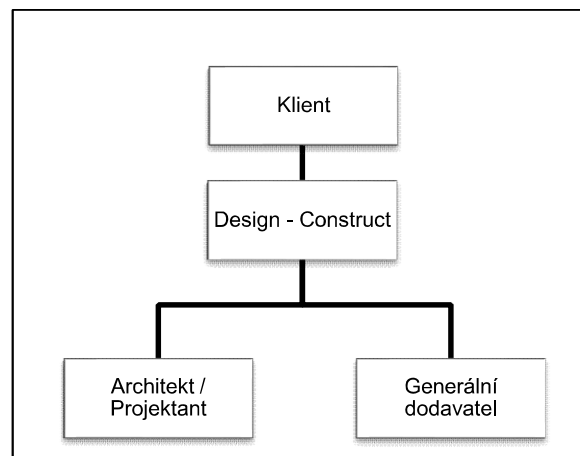 Klient
Design - Construct
Architekt /
Projektant
Generální
dodavatel